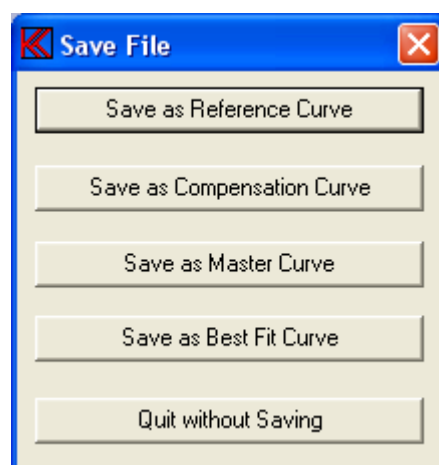 Save File
Save as Reference Curve
Save as Compensation Curve
Save as Master Curve
Save as Best Fit Curve
Quit without Saving